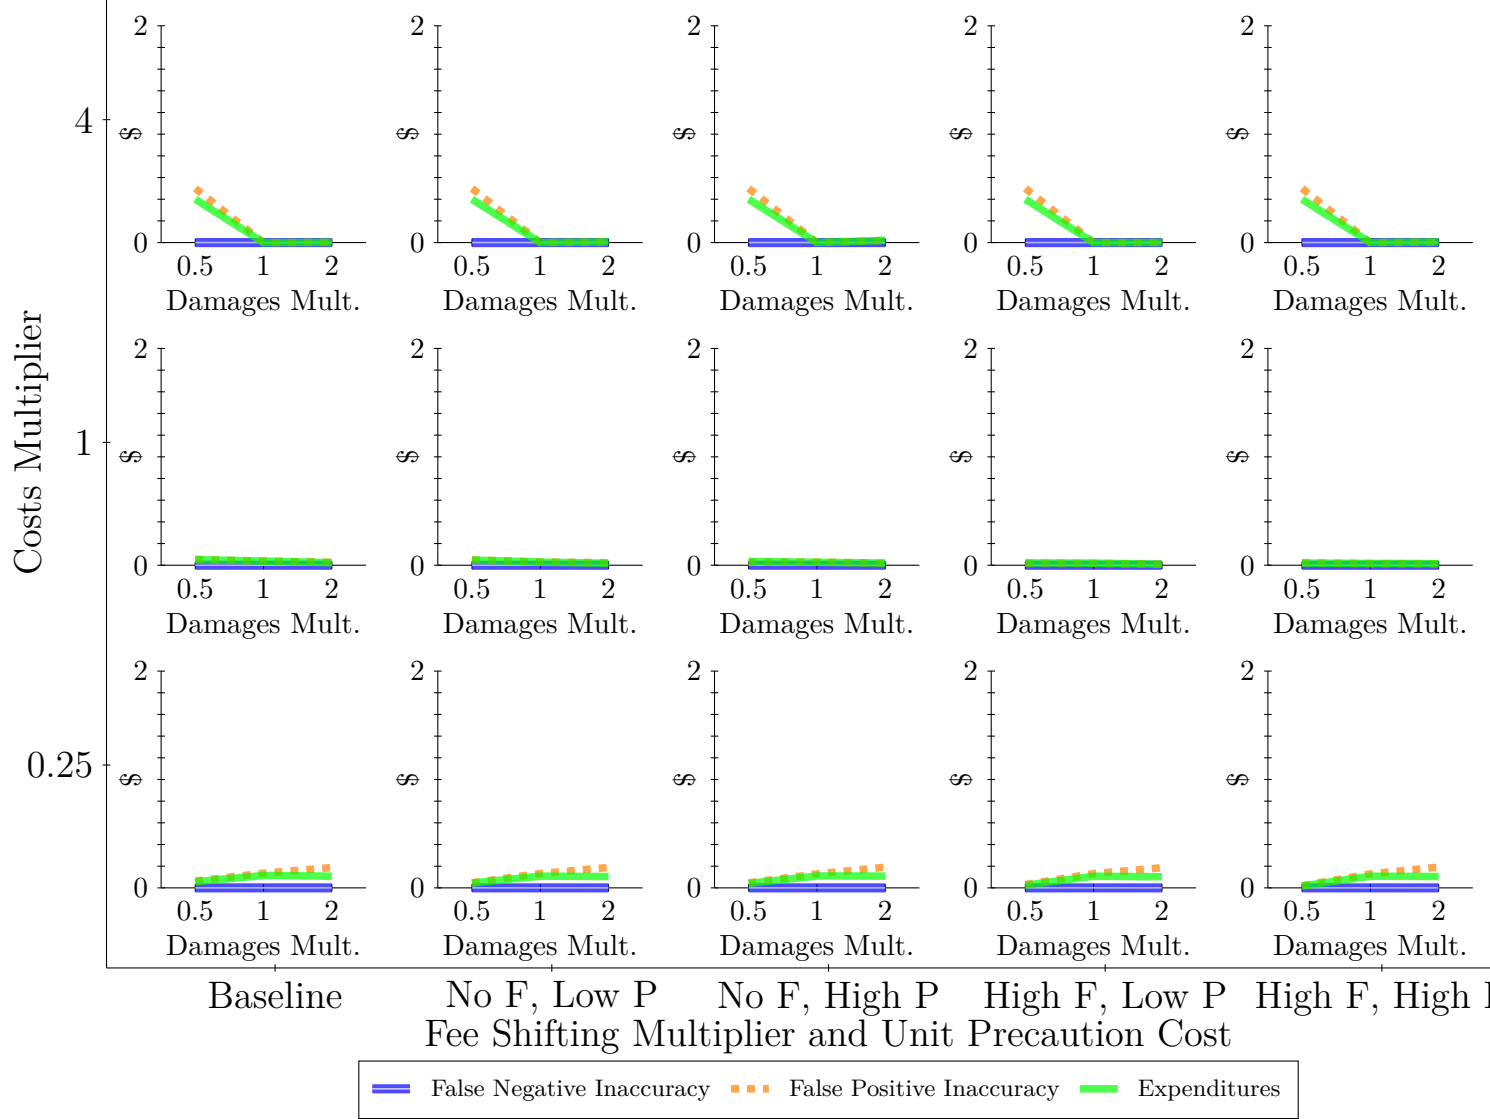 Costs Multiplier
4
2
$
0
0.5 1 2
Damages Mult.
2
$
0
0.5 1 2
Damages Mult.
2
$
0
0.5 1 2
Damages Mult.
2
$
0
0.5 1 2
Damages Mult.
2
$
0
0.5 1 2
Damages Mult.
1
2
$
0
0.5 1 2
Damages Mult.
2
$
0
0.5 1 2
Damages Mult.
2
$
0
0.5 1 2
Damages Mult.
2
$
0
0.5 1 2
Damages Mult.
2
$
0
0.5 1 2
Damages Mult.
0.25
2
$
0
0.5 1 2
Damages Mult.
2
$
0
0.5 1 2
Damages Mult.
2
$
0
0.5 1 2
Damages Mult.
2
$
0
0.5 1 2
Damages Mult.
2
$
0
0.5 1 2
Damages Mult.
Baseline
No F, Low P
No F, High P
High F, Low P
High F, High
Fee Shifting Multiplier and Unit Precaution Cost
False Negative Inaccuracy
False Positive Inaccuracy
Expenditures